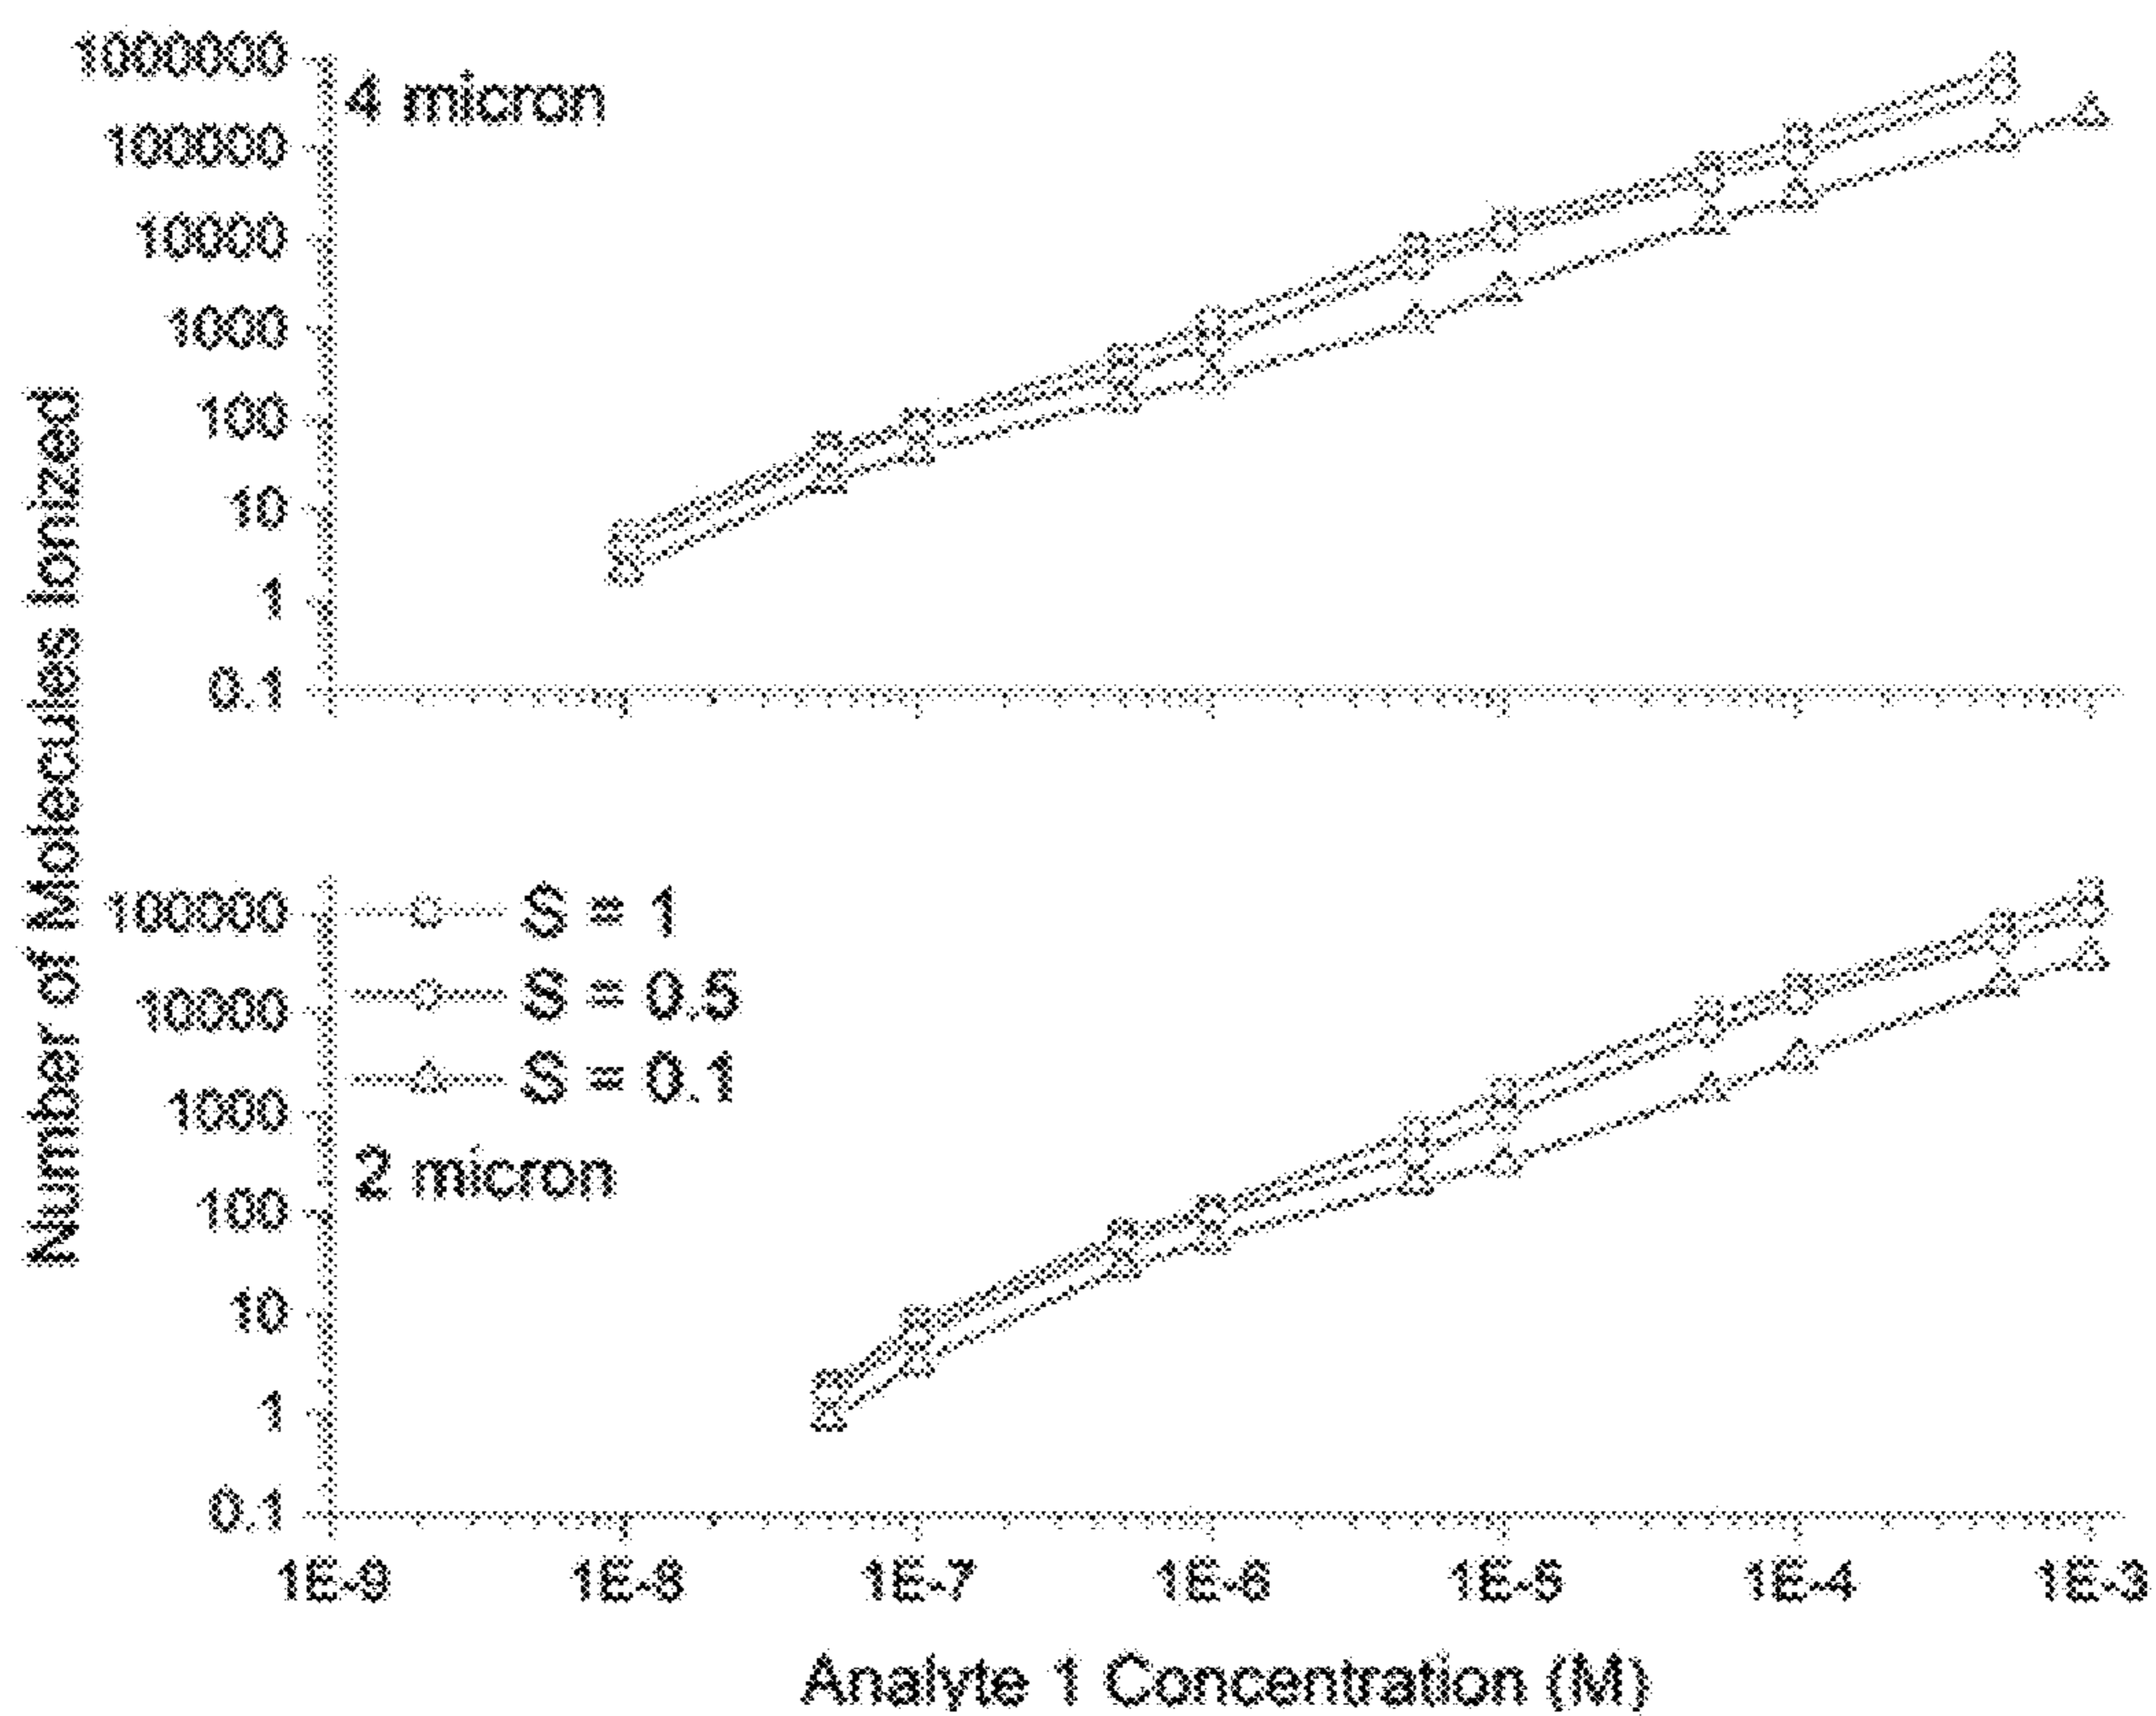 1000000
4 micron
100000
10000
1000
100
10
1
0.1
Number of Molecules Ionized
100000
S = 1
10000
S = 0.5
1000
S = 0.1
2 micron
100
10
1
0.1
1E-9 1E-8 1E-7 1E-6 1E-5 1E-4 1E-3
Analyte 1 Concentration (M)